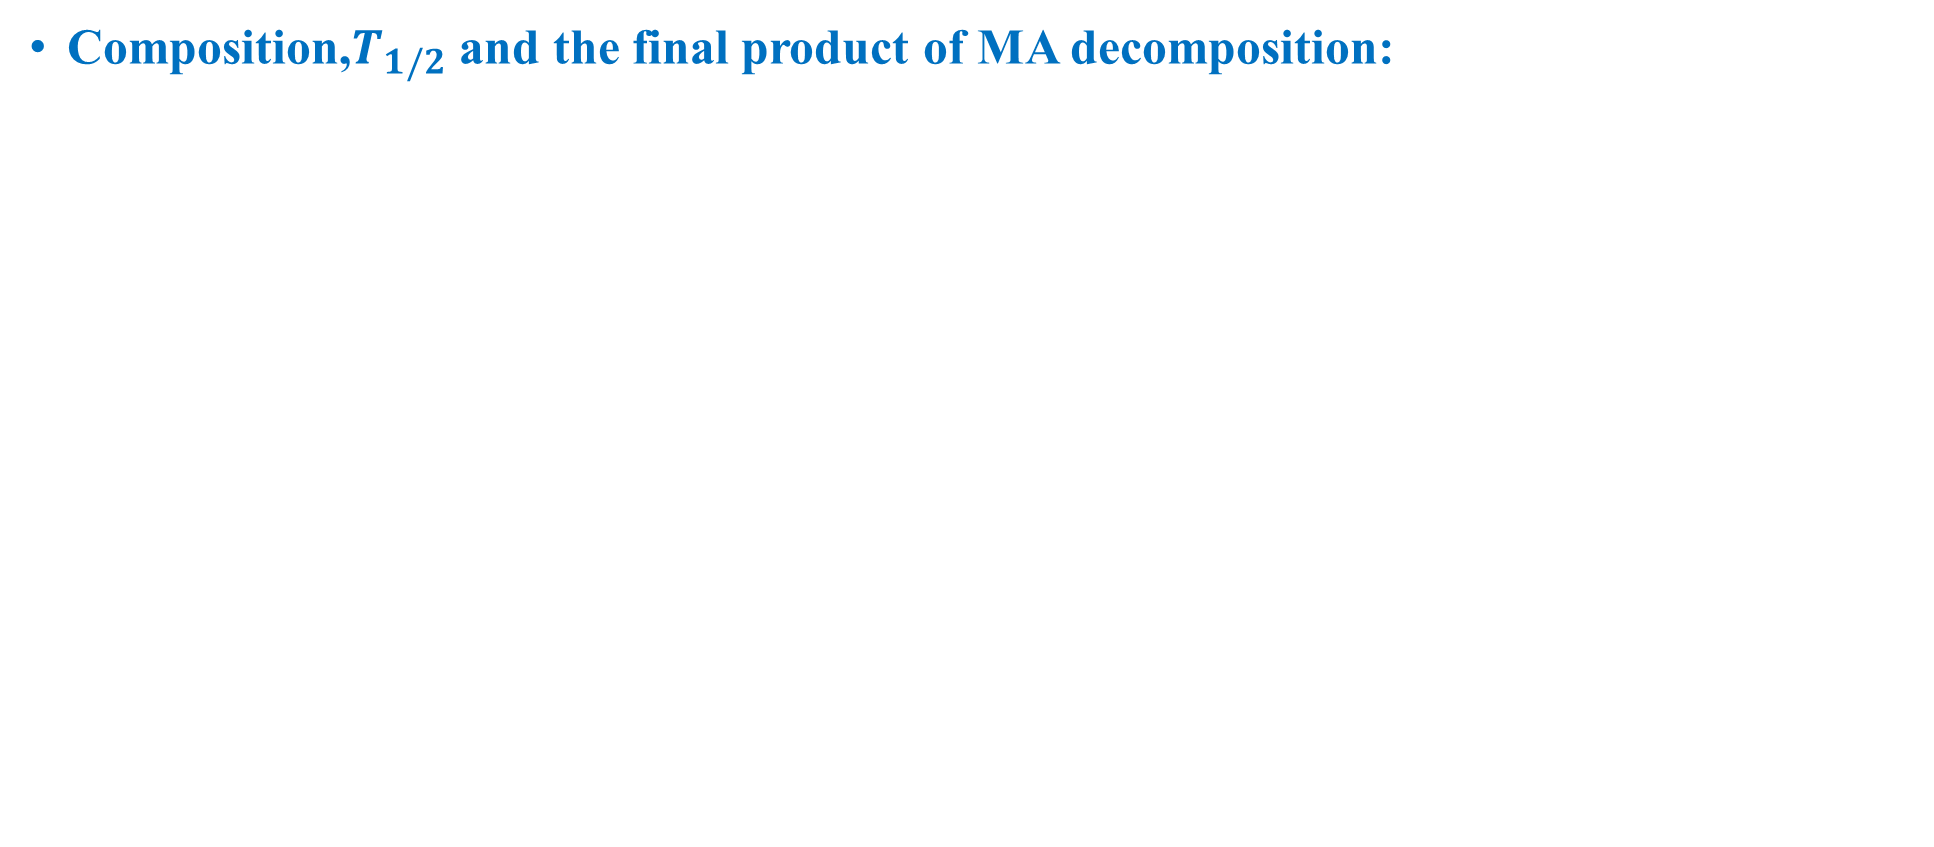 • Composition,T1/2 and the final product of MA decomposition: